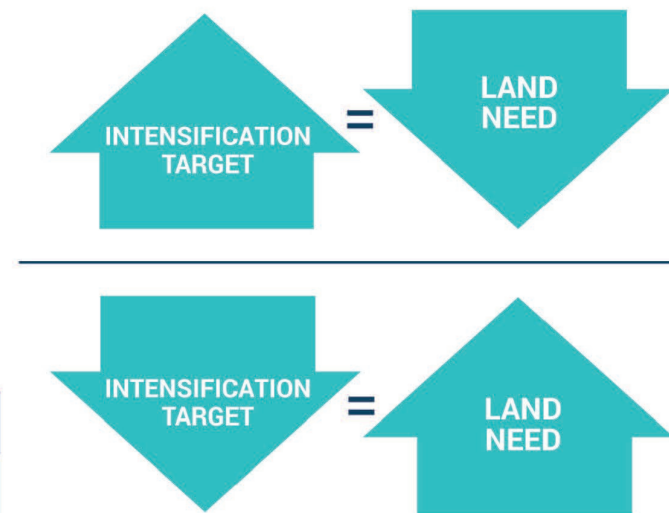 INTENSIFICATION
TARGET
=
LAND
NEED
INTENSIFICATION
TARGET
=
LAND
NEED